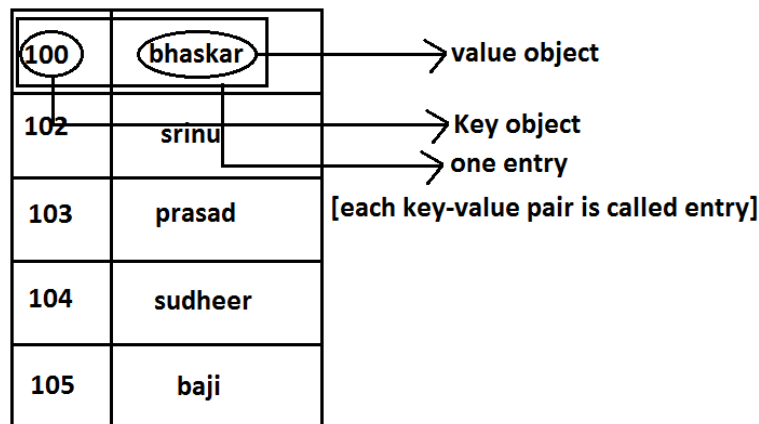 100 bhaskar value object
102 srinu Key object
one entry
103 prasad [each key-value pair is called entry]
104 sudheer
105 baji